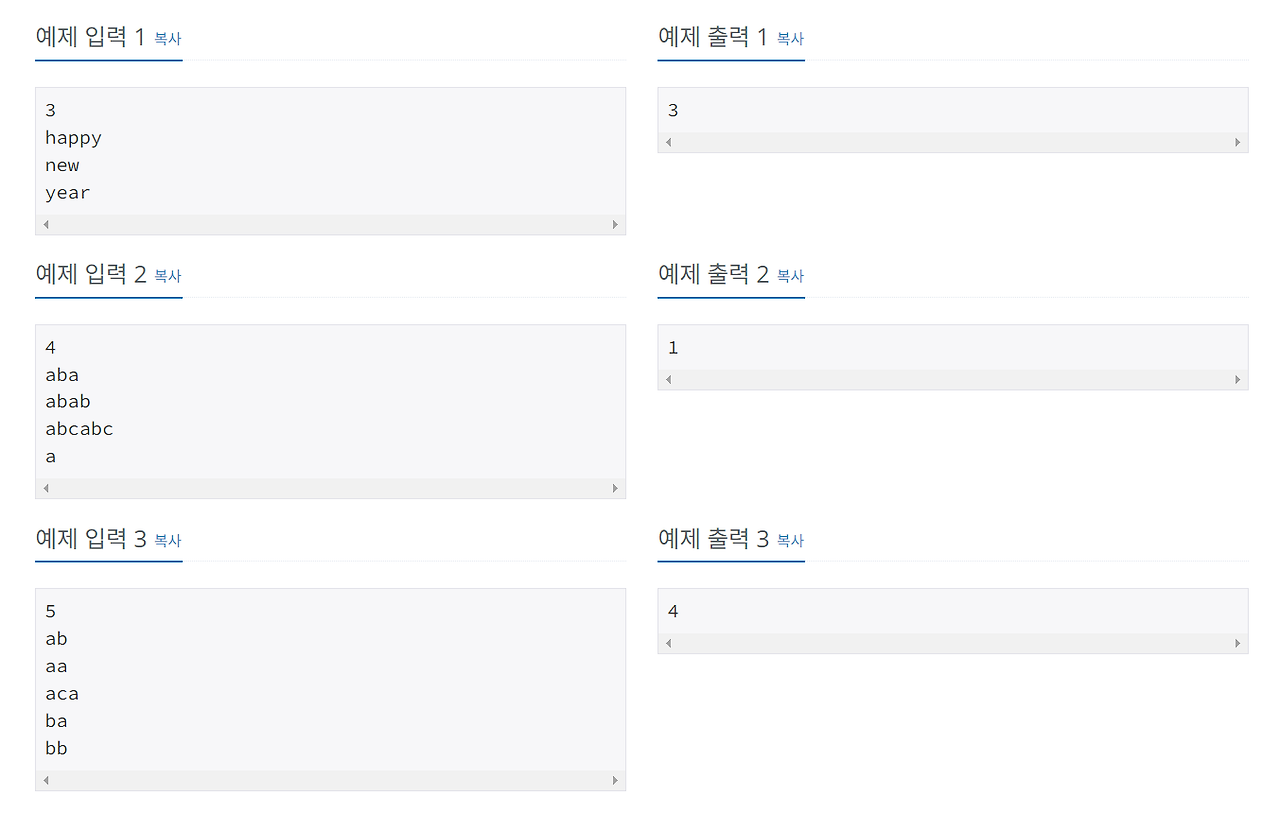 예제 입력 1 복사
3
happy
new
year
예제 출력 1 복사
3
예제 입력 2 복사
4
aba
abab
abcabc
a
예제 출력 2 복사
1
예제 입력 3 복사
5
ab
aa
aca
ba
bb
예제 출력 3 복사
4